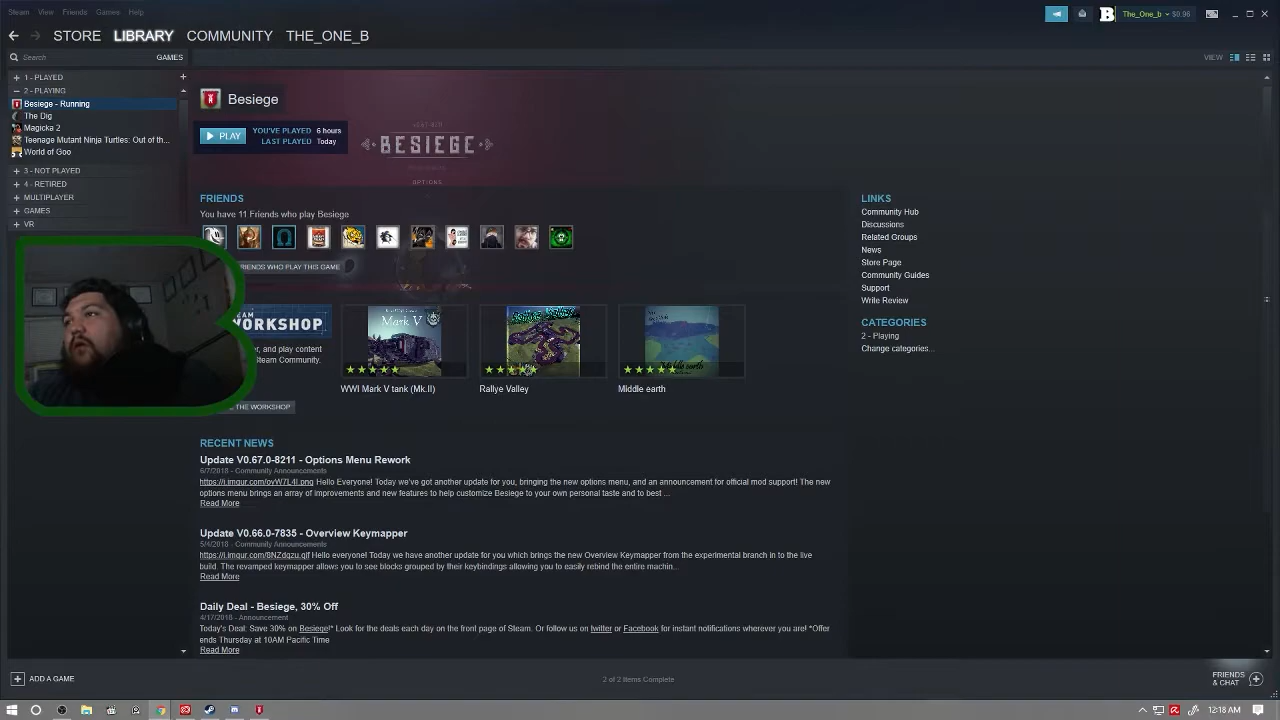 Steam View Friends Games Help
The_One_b $0.96
STORE LIBRARY COMMUNITY THE_ONE_B
Search GAMES
VIEW
+ 1 - PLAYED +
− 2 - PLAYING
Besiege - Running
The Dig
Magicka 2
Teenage Mutant Ninja Turtles: Out of th...
World of Goo
+ 3 - NOT PLAYED
+ 4 - RETIRED
+ MULTIPLAYER
+ GAMES
+ VR
Besiege
PLAY
YOU'VE PLAYED 6 hours
LAST PLAYED Today
BESIEGE
OPTIONS
FRIENDS
You have 11 Friends who play Besiege
FRIENDS WHO PLAY THIS GAME
WORKSHOP
er, and play content
Steam Community.
THE WORKSHOP
Mark V
WWI Mark V tank (Mk.II)
Rallye Valley
Middle earth
RECENT NEWS
Update V0.67.0-8211 - Options Menu Rework
6/7/2018 - Community Announcements
https://i.imgur.com/oyW7L4I.png Hello Everyone! Today we've got another update for you, bringing the new options menu, and an announcement for official mod support! The new
options menu brings an array of improvements and new features to help customize Besiege to your own personal taste and to best ...
Read More
Update V0.66.0-7835 - Overview Keymapper
5/4/2018 - Community Announcements
https://i.imgur.com/8NZdqzu.gif Hello everyone! Today we have another update for you which brings the new Overview Keymapper from the experimental branch in to the live
build. The revamped keymapper allows you to see blocks grouped by their keybindings allowing you to easily rebind the entire machin...
Read More
Daily Deal - Besiege, 30% Off
4/17/2018 - Announcement
Today's Deal: Save 30% on Besiege!* Look for the deals each day on the front page of Steam. Or follow us on twitter or Facebook for instant notifications wherever you are! *Offer
ends Thursday at 10AM Pacific Time
Read More
LINKS
Community Hub
Discussions
Related Groups
News
Store Page
Community Guides
Support
Write Review
CATEGORIES
2 - Playing
Change categories...
+ ADD A GAME
2 of 2 Items Complete
FRIENDS
& CHAT
12:18 AM